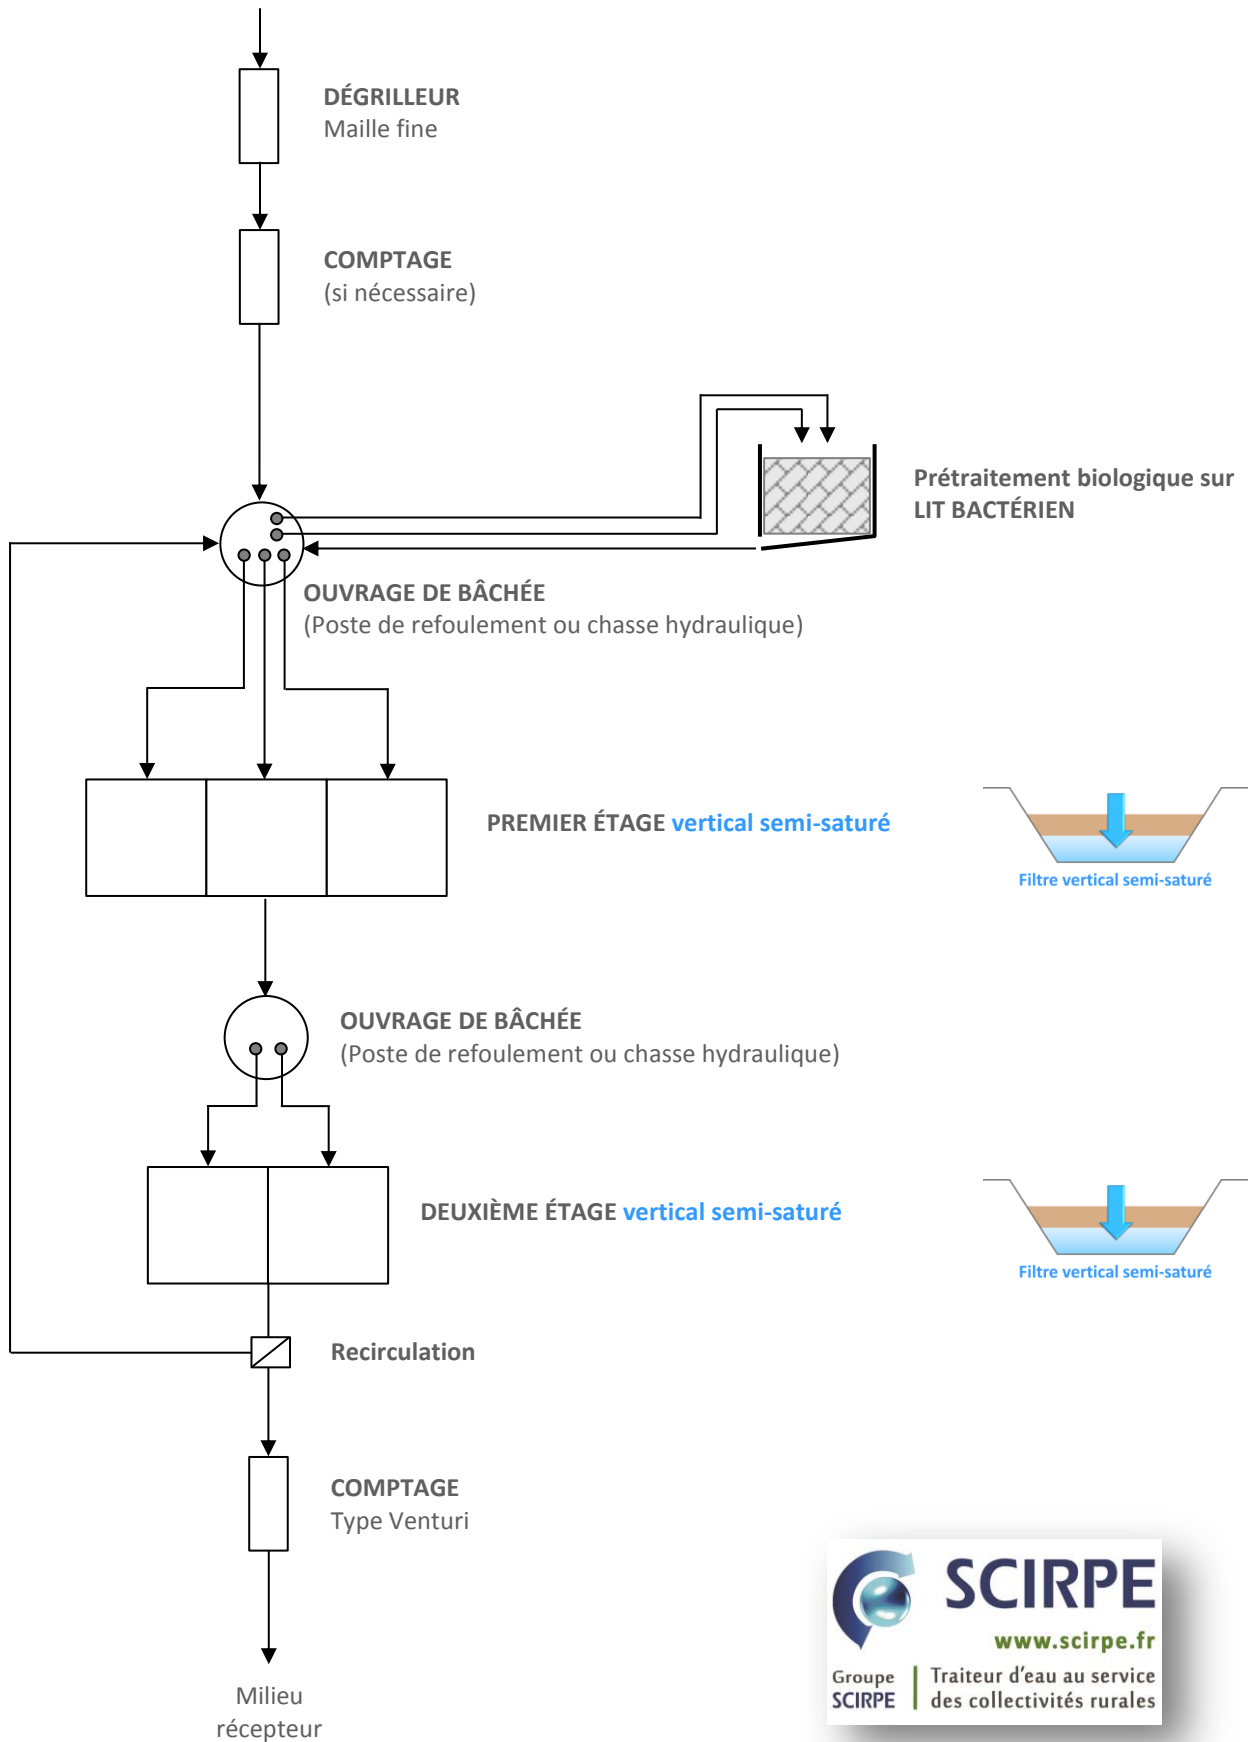 DÉGRILLEUR
Maille fine
COMPTAGE
(si nécessaire)
Prétraitement biologique sur
LIT BACTÉRIEN
OUVRAGE DE BÂCHÉE
(Poste de refoulement ou chasse hydraulique)
PREMIER ÉTAGE vertical semi-saturé
Filtre vertical semi-saturé
OUVRAGE DE BÂCHÉE
(Poste de refoulement ou chasse hydraulique)
DEUXIÈME ÉTAGE vertical semi-saturé
Filtre vertical semi-saturé
Recirculation
COMPTAGE
Type Venturi
Milieu
récepteur
SCIRPE
www.scirpe.fr
Groupe
SCIRPE
Traiteur d'eau au service
des collectivités rurales